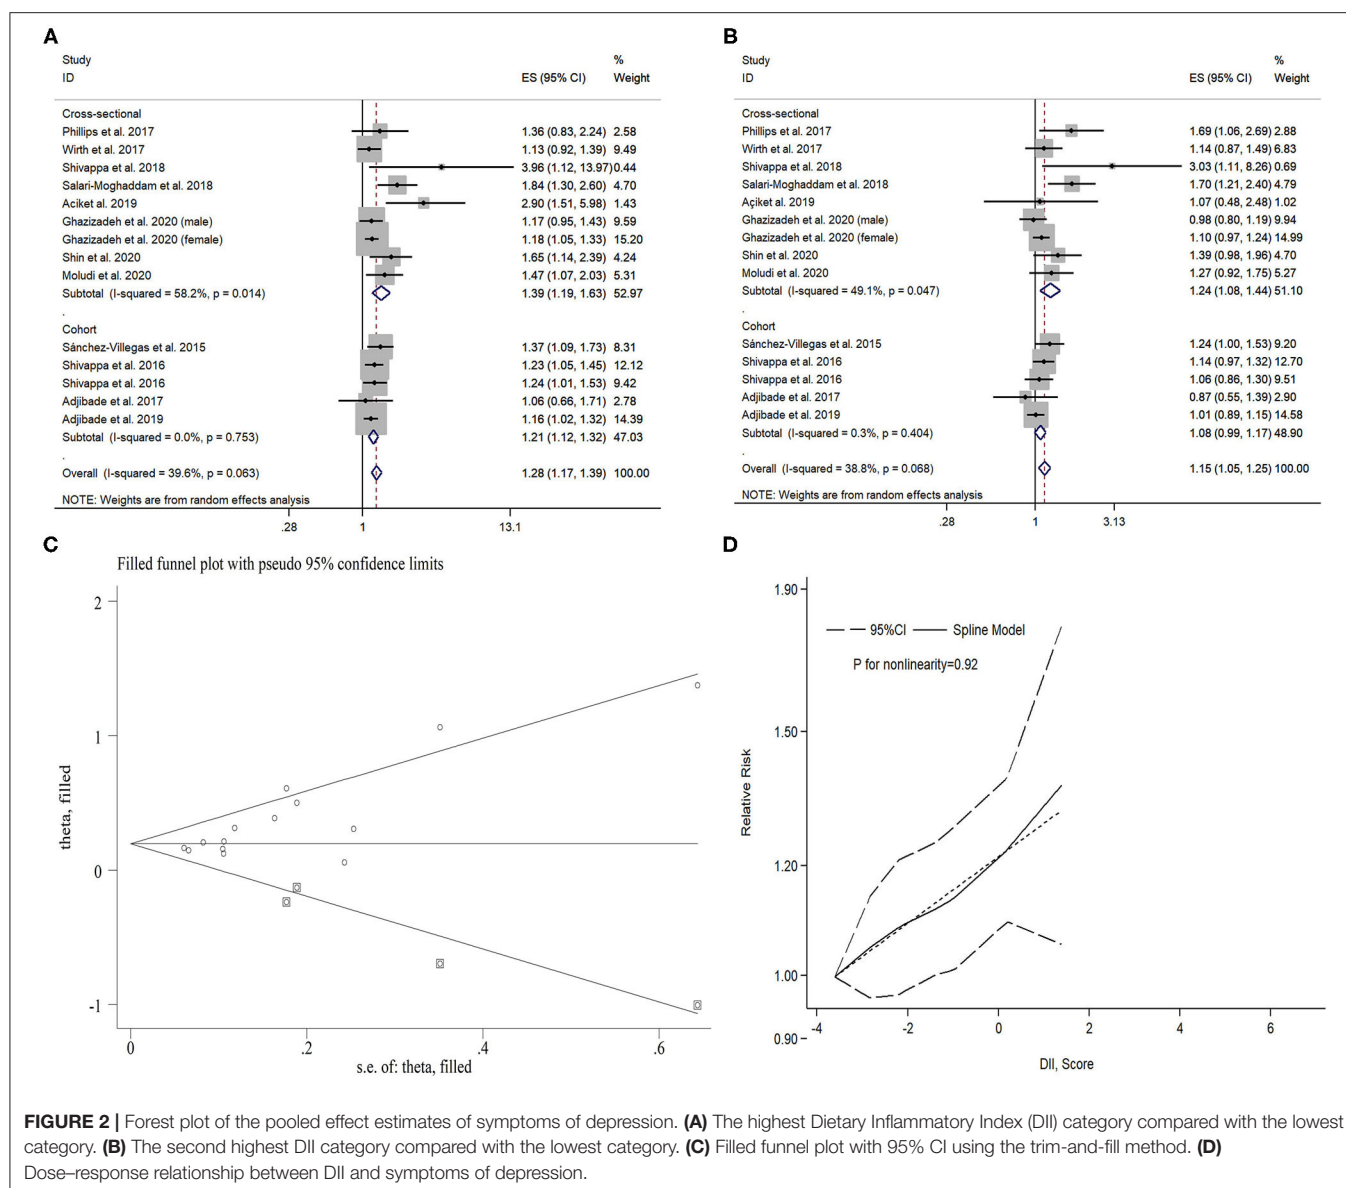 A
Study %
ID ES (95% CI) Weight
Cross-sectional
Phillips et al. 2017 1.36 (0.83, 2.24) 2.58
Wirth et al. 2017 1.13 (0.92, 1.39) 9.49
Shivappa et al. 2018 3.96 (1.12, 13.97) 0.44
Salari-Moghaddam et al. 2018 1.84 (1.30, 2.60) 4.70
Aciket al. 2019 2.90 (1.51, 5.98) 1.43
Ghazizadeh et al. 2020 (male) 1.17 (0.95, 1.43) 9.59
Ghazizadeh et al. 2020 (female) 1.18 (1.05, 1.33) 15.20
Shin et al. 2020 1.65 (1.14, 2.39) 4.24
Moludi et al. 2020 1.47 (1.07, 2.03) 5.31
Subtotal (I-squared = 58.2%, p = 0.014) 1.39 (1.19, 1.63) 52.97
.
Cohort
Sánchez-Villegas et al. 2015 1.37 (1.09, 1.73) 8.31
Shivappa et al. 2016 1.23 (1.05, 1.45) 12.12
Shivappa et al. 2016 1.24 (1.01, 1.53) 9.42
Adjibade et al. 2017 1.06 (0.66, 1.71) 2.78
Adjibade et al. 2019 1.16 (1.02, 1.32) 14.39
Subtotal (I-squared = 0.0%, p = 0.753) 1.21 (1.12, 1.32) 47.03
.
Overall (I-squared = 39.6%, p = 0.063) 1.28 (1.17, 1.39) 100.00
NOTE: Weights are from random effects analysis
.28 1 13.1
B
Study %
ID ES (95% CI) Weight
Cross-sectional
Phillips et al. 2017 1.69 (1.06, 2.69) 2.88
Wirth et al. 2017 1.14 (0.87, 1.49) 6.83
Shivappa et al. 2018 3.03 (1.11, 8.26) 0.69
Salari-Moghaddam et al. 2018 1.70 (1.21, 2.40) 4.79
Açiket al. 2019 1.07 (0.48, 2.48) 1.02
Ghazizadeh et al. 2020 (male) 0.98 (0.80, 1.19) 9.94
Ghazizadeh et al. 2020 (female) 1.10 (0.97, 1.24) 14.99
Shin et al. 2020 1.39 (0.98, 1.96) 4.70
Moludi et al. 2020 1.27 (0.92, 1.75) 5.27
Subtotal (I-squared = 49.1%, p = 0.047) 1.24 (1.08, 1.44) 51.10
.
Cohort
Sánchez-Villegas et al. 2015 1.24 (1.00, 1.53) 9.20
Shivappa et al. 2016 1.14 (0.97, 1.32) 12.70
Shivappa et al. 2016 1.06 (0.86, 1.30) 9.51
Adjibade et al. 2017 0.87 (0.55, 1.39) 2.90
Adjibade et al. 2019 1.01 (0.89, 1.15) 14.58
Subtotal (I-squared = 0.3%, p = 0.404) 1.08 (0.99, 1.17) 48.90
.
Overall (I-squared = 38.8%, p = 0.068) 1.15 (1.05, 1.25) 100.00
NOTE: Weights are from random effects analysis
.28 1 3.13
C
Filled funnel plot with pseudo 95% confidence limits
2
1
0
-1
theta, filled
0 .2 .4 .6
s.e. of: theta, filled
D
1.90
1.50
1.20
1.00
0.90
Relative Risk
95%CI Spline Model
P for nonlinearity=0.92
-4 -2 0 2 4 6
DII, Score
FIGURE 2 | Forest plot of the pooled effect estimates of symptoms of depression. (A) The highest Dietary Inflammatory Index (DII) category compared with the lowest
category. (B) The second highest DII category compared with the lowest category. (C) Filled funnel plot with 95% CI using the trim-and-fill method. (D)
Dose–response relationship between DII and symptoms of depression.